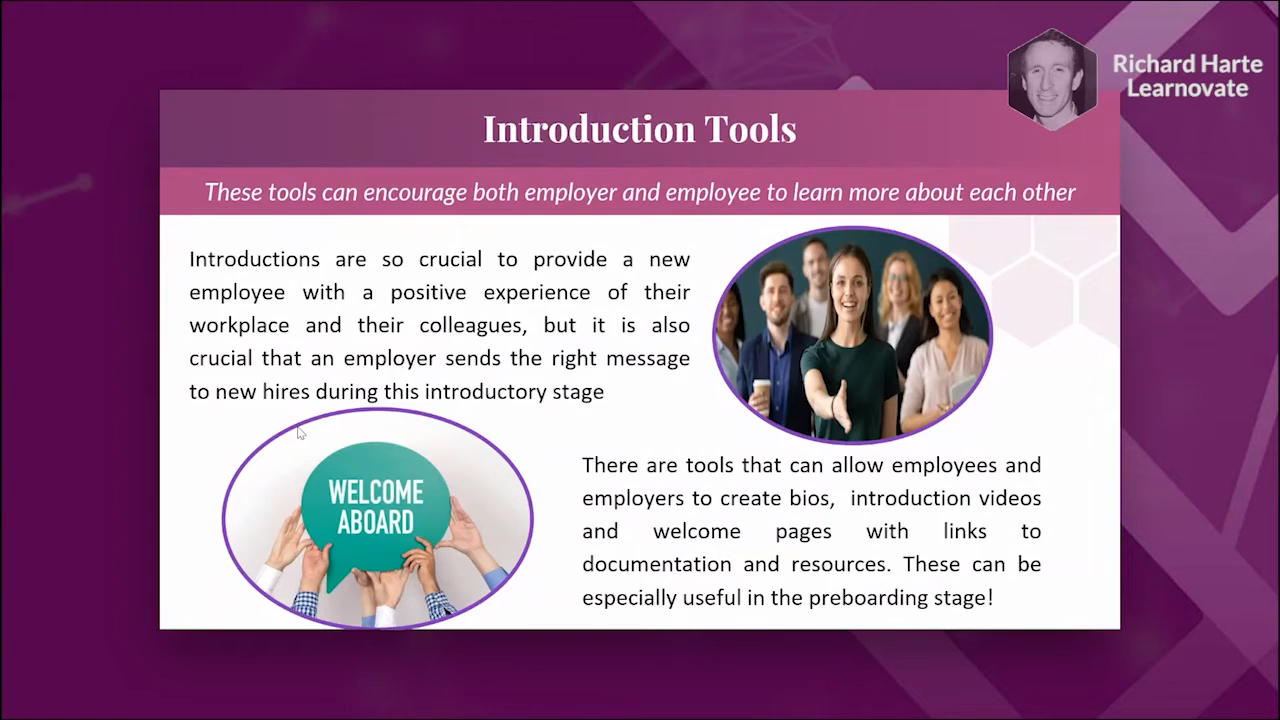 Richard Harte
Learnovate
Introduction Tools
These tools can encourage both employer and employee to learn more about each other
Introductions are so crucial to provide a new
employee with a positive experience of their
workplace and their colleagues, but it is also
crucial that an employer sends the right message
to new hires during this introductory stage
WELCOME
ABOARD
There are tools that can allow employees and
employers to create bios, introduction videos
and welcome pages with links to
documentation and resources. These can be
especially useful in the preboarding stage!